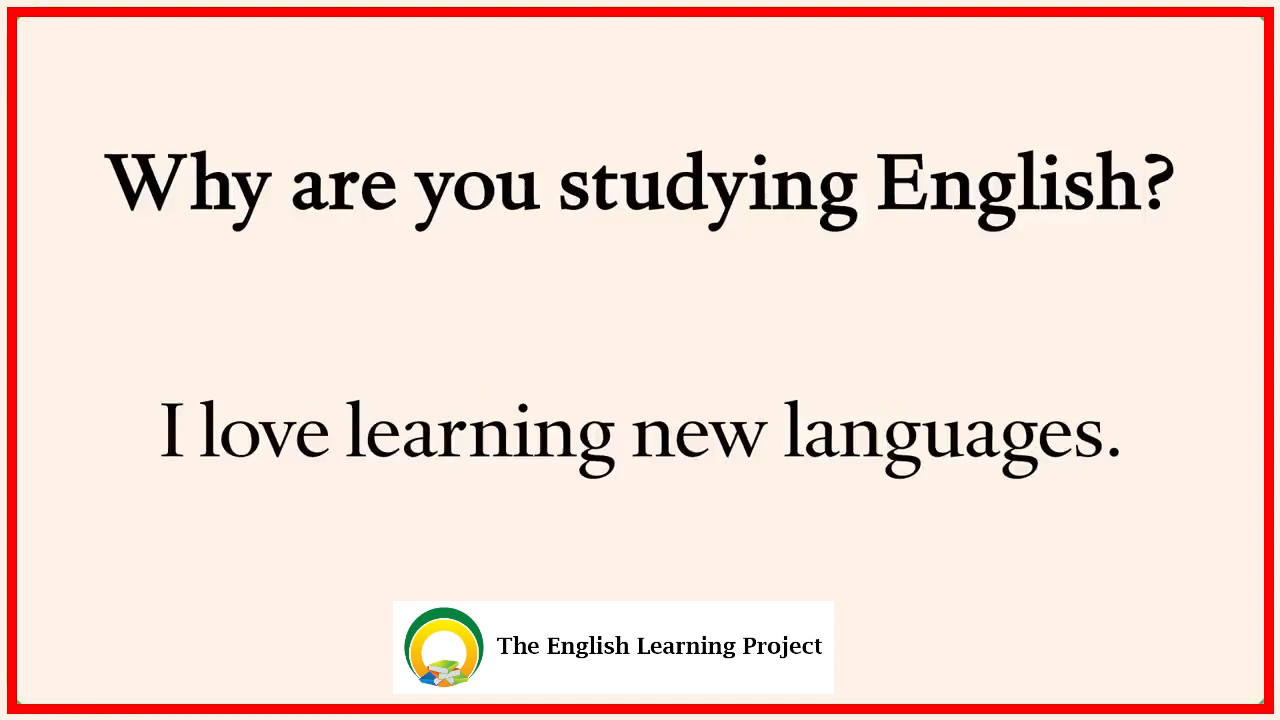 Why are you studying English?
I love learning new languages.
The English Learning Project